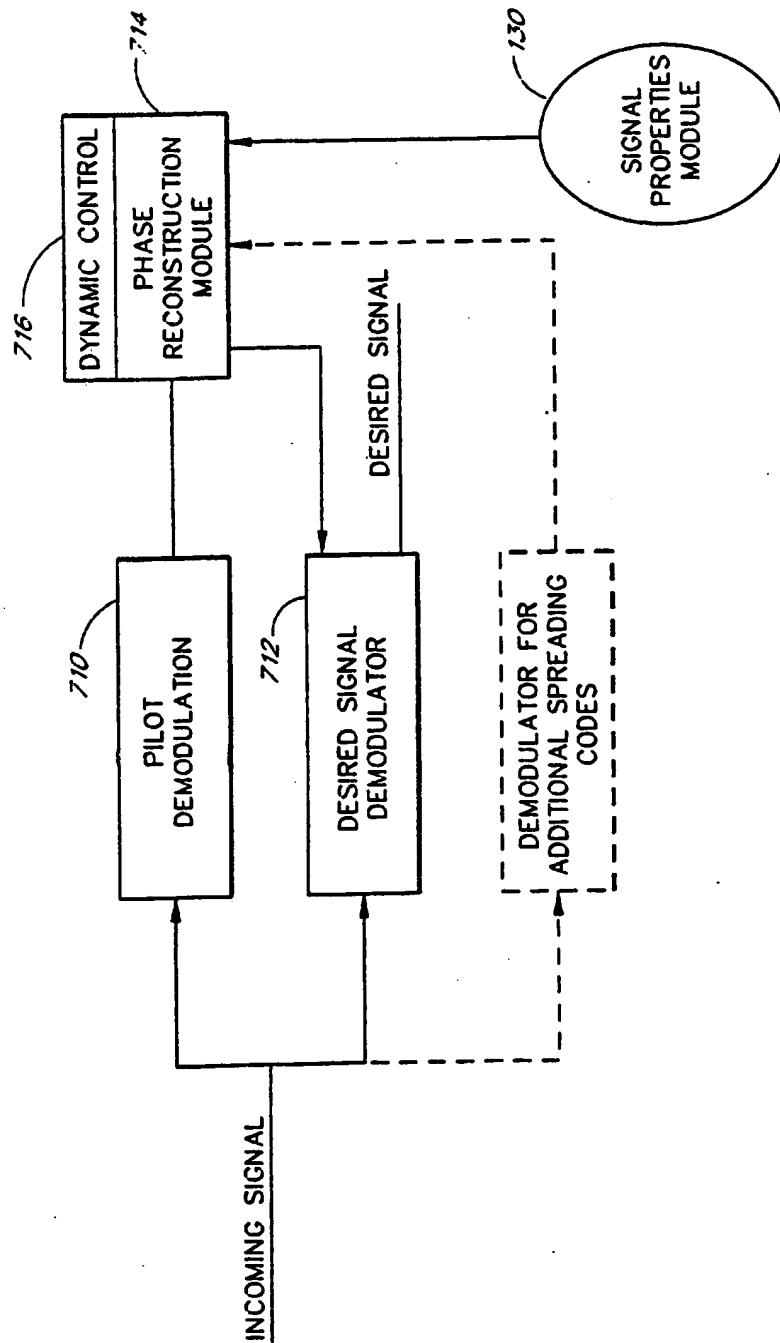 INCOMING SIGNAL
710
PILOT
DEMODULATION
712
DESIRED SIGNAL
DEMODULATOR
DESIRED SIGNAL
DEMODULATOR FOR
ADDITIONAL SPREADING
CODES
716
DYNAMIC CONTROL
714
PHASE
RECONSTRUCTION
MODULE
130
SIGNAL
PROPERTIES
MODULE